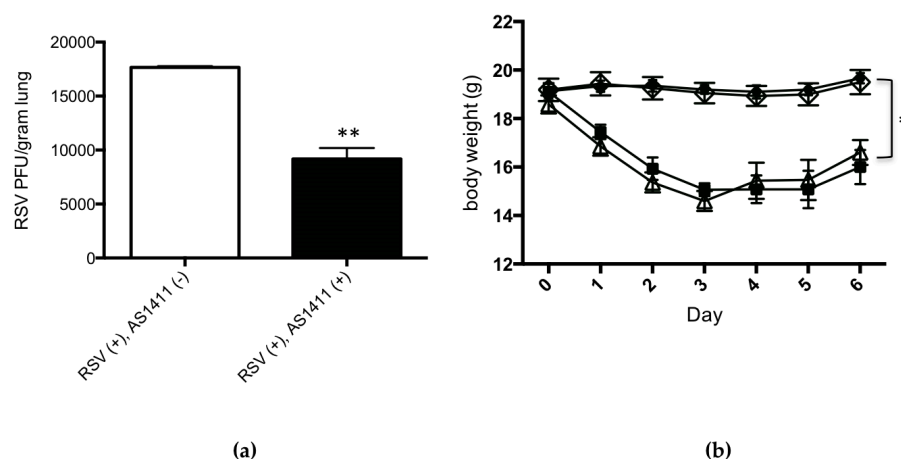 20000
15000
10000
5000
0
RSV PFU/gram lung
**
RSV (+), AS1411 (-)
RSV (+), AS1411 (+)
(a)
22
20
18
16
14
12
body weight (g)
0 1 2 3 4 5 6
Day
(b)